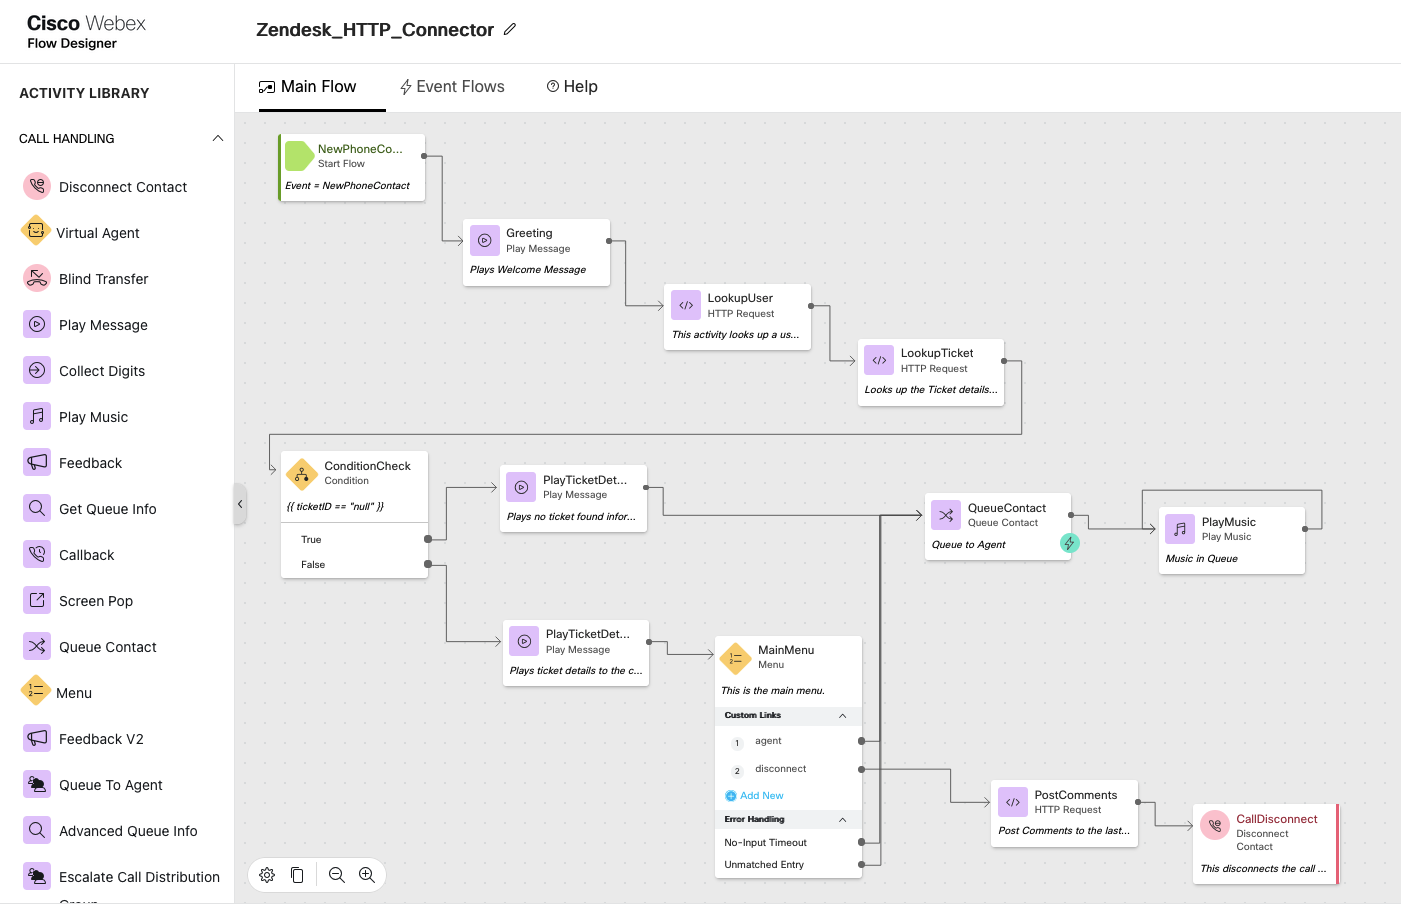 Cisco Webex
Flow Designer
Zendesk_HTTP_Connector
ACTIVITY LIBRARY
CALL HANDLING
Disconnect Contact
Virtual Agent
Blind Transfer
Play Message
Collect Digits
Play Music
Feedback
Get Queue Info
Callback
Screen Pop
Queue Contact
Menu
Feedback V2
Queue To Agent
Advanced Queue Info
Escalate Call Distribution
Main Flow
Event Flows
Help
NewPhoneCo...
Start Flow
Event = NewPhoneContact
Greeting
Play Message
Plays Welcome Message
LookupUser
HTTP Request
This activity looks up a us...
LookupTicket
HTTP Request
Looks up the Ticket details...
ConditionCheck
Condition
{{ ticketID == "null" }}
True
False
PlayTicketDet...
Play Message
Plays no ticket found infor...
QueueContact
Queue Contact
Queue to Agent
PlayMusic
Play Music
Music in Queue
PlayTicketDet...
Play Message
Plays ticket details to the c...
MainMenu
Menu
This is the main menu.
Custom Links
1 agent
2 disconnect
Add New
Error Handling
No-Input Timeout
Unmatched Entry
PostComments
HTTP Request
Post Comments to the last...
CallDisconnect
Disconnect
Contact
This disconnects the call ...